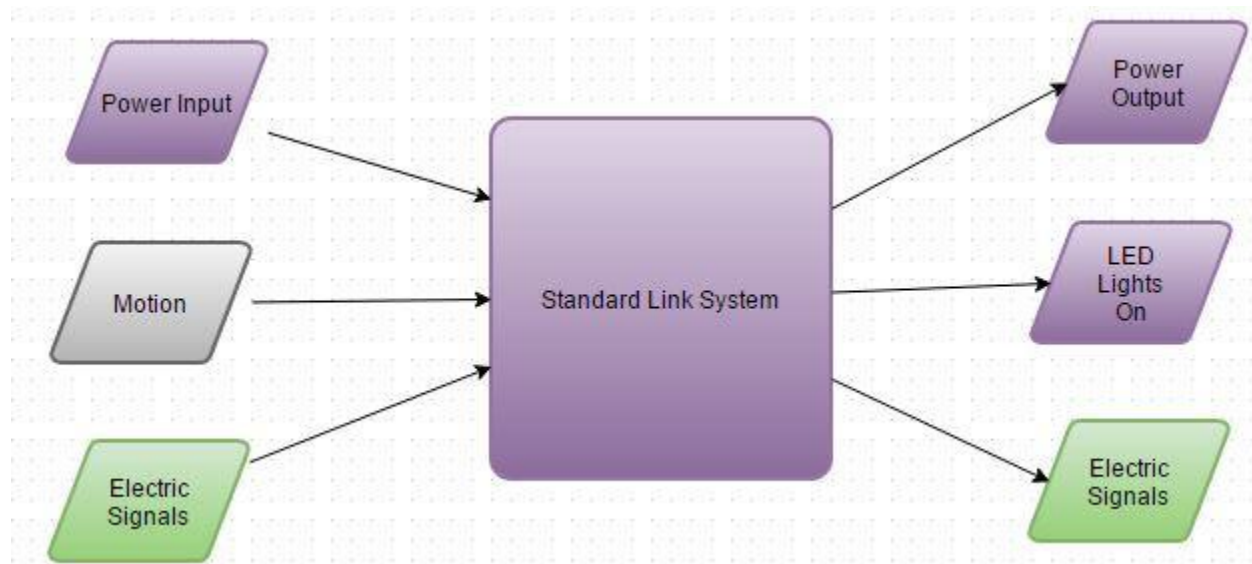 Power Input
Motion
Electric
Signals
Standard Link System
Power
Output
LED
Lights
On
Electric
Signals